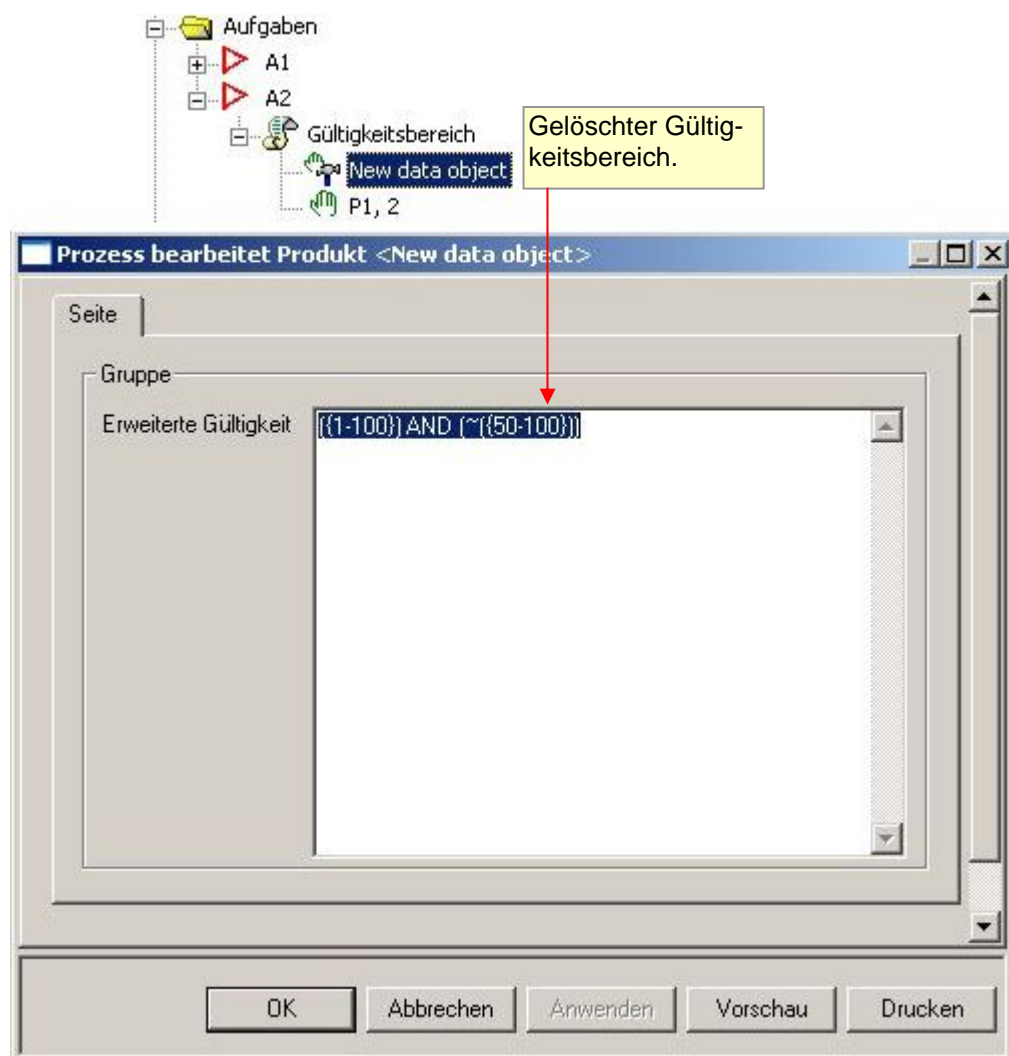 Aufgaben
A1
A2
Gültigkeitsbereich
New data object
P1, 2
Gelöschter Gültig-
keitsbereich.
Prozess bearbeitet Produkt <New data object>
Seite
Gruppe
Erweiterte Gültigkeit
({1-100}) AND (~({50-100}))
OK
Abbrechen
Anwenden
Vorschau
Drucken